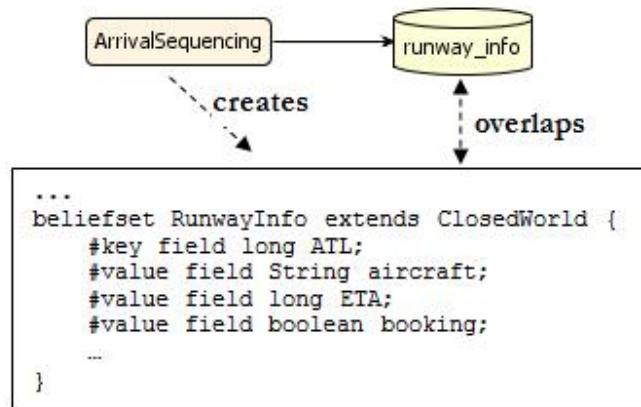 ArrivalSequencing
runway_info
creates
overlaps
...
beliefset RunwayInfo extends ClosedWorld {
#key field long ATL;
#value field String aircraft;
#value field long ETA;
#value field boolean booking;
…
}